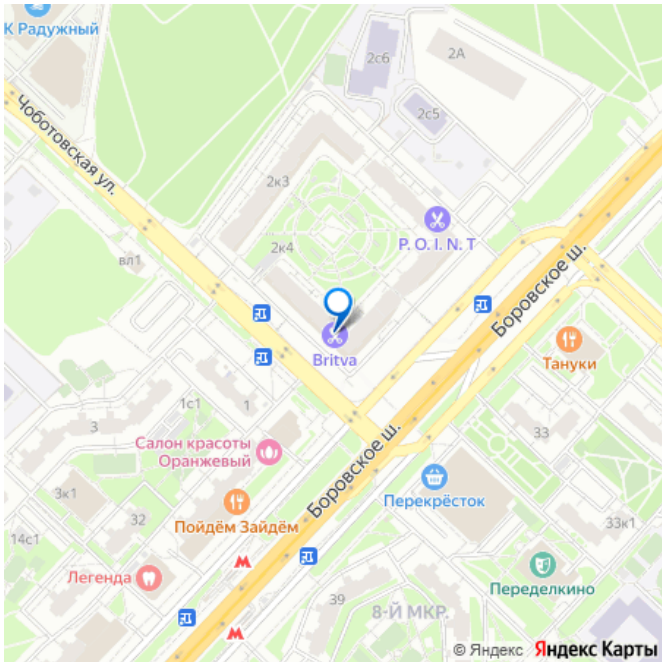 К Радужный
2с6
2А
2с5
Чоботовская ул.
2к3
P. O. I. N. T
2к4
вл1
Боровское ш.
Britva
Тануки
1с1
1
3
33
Салон красоты
Оранжевый
Боровское ш.
Перекрёсток
3к1
32
Пойдём Зайдём
33к1
14с1
Легенда
Переделкино
39
8-Й МКР.
© Яндекс Яндекс Карты